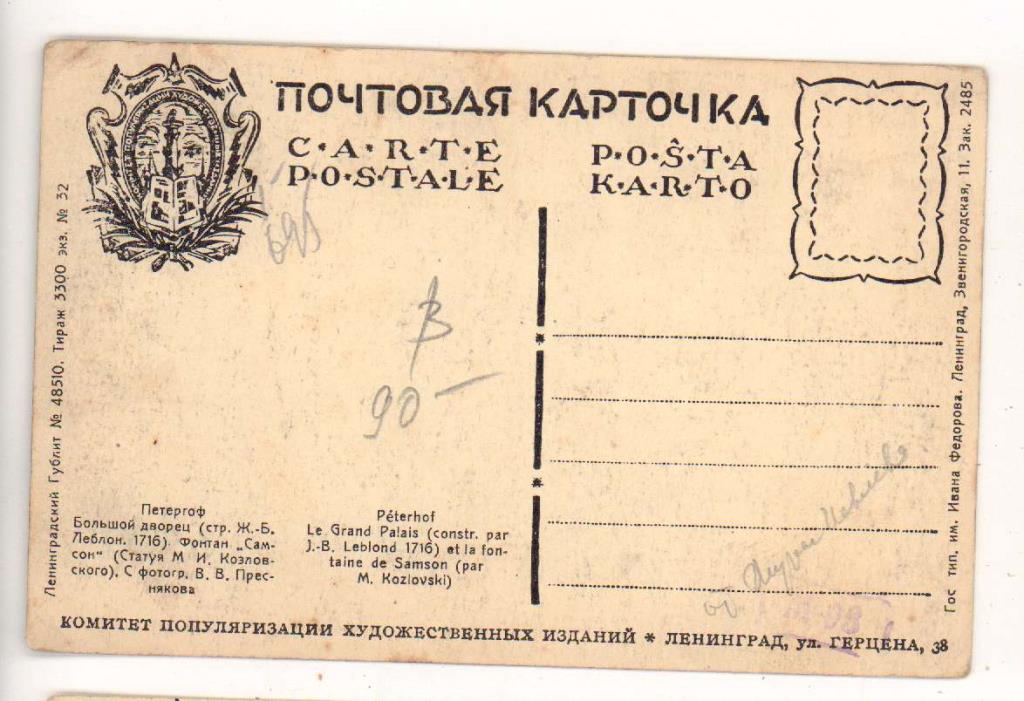 ПОЧТОВАЯ КАРТОЧКА
C·A·R·T·E
P·O·S·T·A·L·E
P·O·Ŝ·T·A
K·A·R·T·O
Ленинградский Гублит № 48510. Тираж 3300 экз. № 32
695
В
90 —
Петергоф
Большой дворец (стр. Ж.-Б.
Леблон. 1716). Фонтан „Сам-
сон“ (Статуя М И. Козлов-
ского). С фотогр. В. В. Прес-
някова
Péterhof
Le Grand Palais (constr. par
J.-B. Leblond 1716) et la fon-
taine de Samson (par
M. Kozlovski)
Гос тип. им. Ивана Федорова. Ленинград, Звенигородская, 11. Зак. 2485
КОМИТЕТ ПОПУЛЯРИЗАЦИИ ХУДОЖЕСТВЕННЫХ ИЗДАНИЙ * ЛЕНИНГРАД, ул. ГЕРЦЕНА, 38